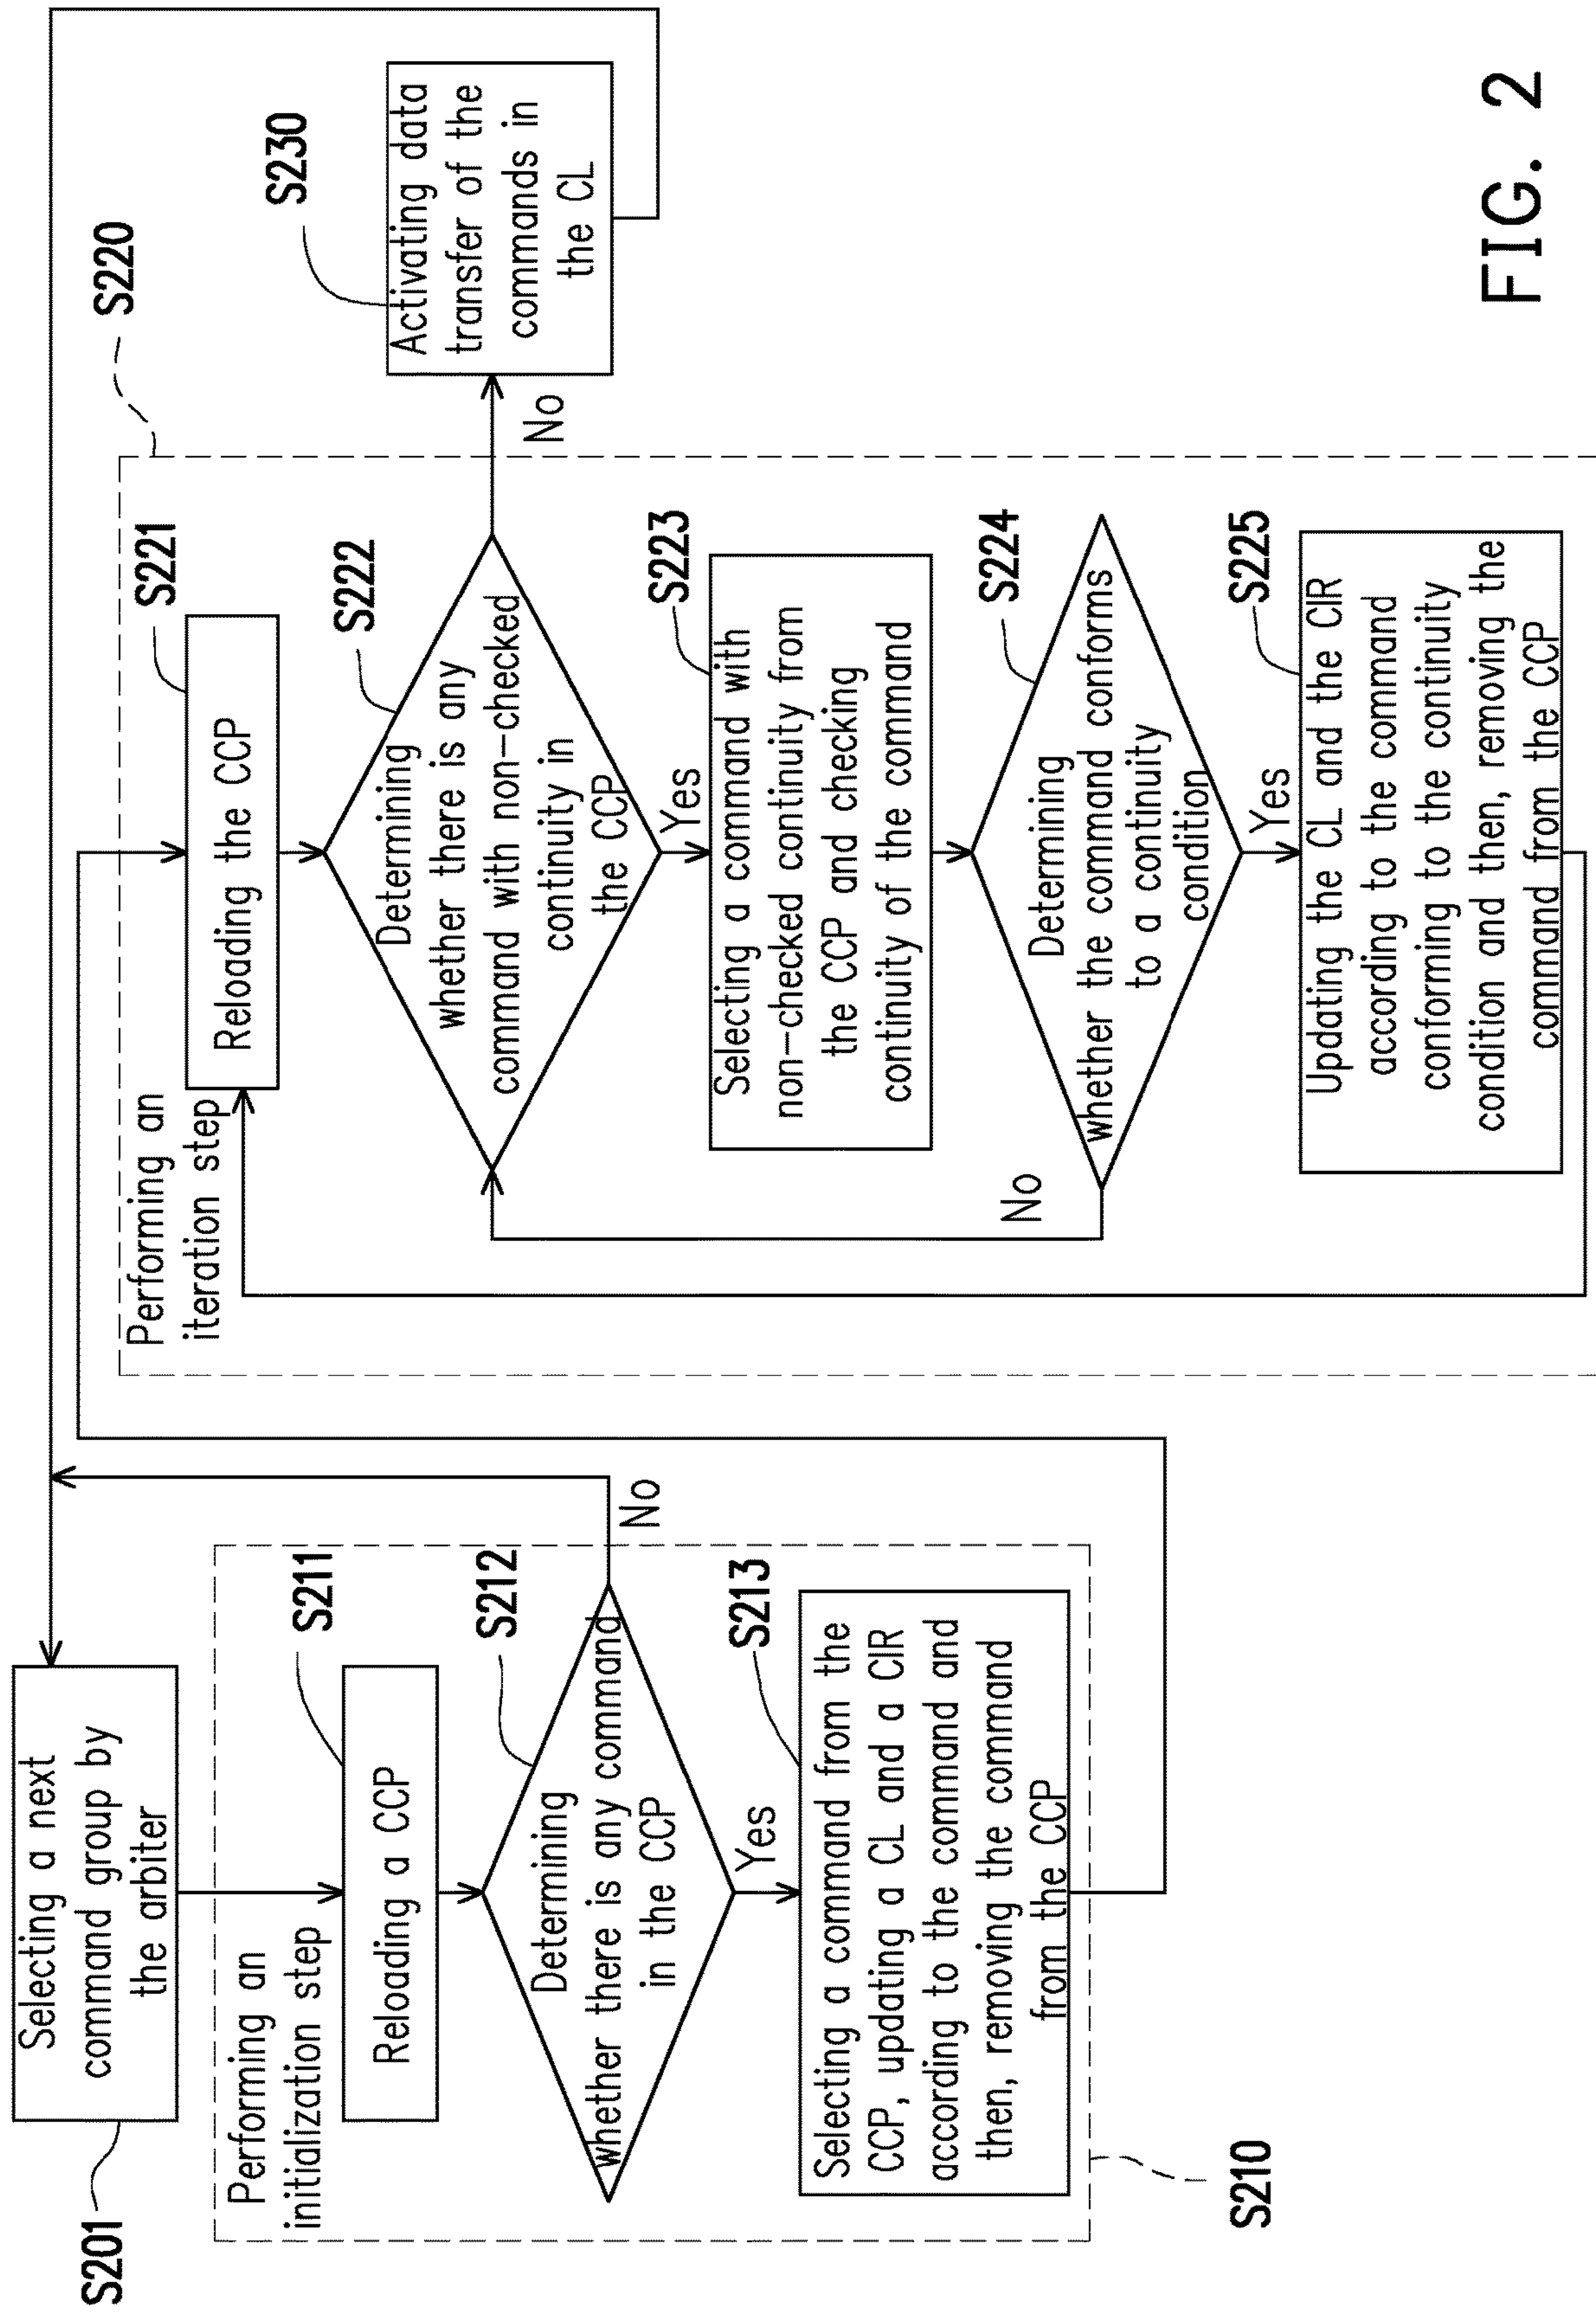 S201
Selecting a next
command group by
the arbiter
Performing an
initialization step
S211
Reloading a CCP
S212
Determining
whether there is any command
in the CCP
No
Yes
S213
Selecting a command from the
CCP, updating a CL and a CIR
according to the command and
then, removing the command
from the CCP
S210
Performing an
iteration step
S220
S221
Reloading the CCP
S222
Determining
whether there is any
command with non-checked
continuity in
the CCP
No
Yes
S223
Selecting a command with
non-checked continuity from
the CCP and checking
continuity of the command
S224
Determining
whether the command conforms
to a continuity
condition
No
Yes
S225
Updating the CL and the CIR
according to the command
conforming to the continuity
condition and then, removing the
command from the CCP
S230
Activating data
transfer of the
commands in
the CL
FIG. 2